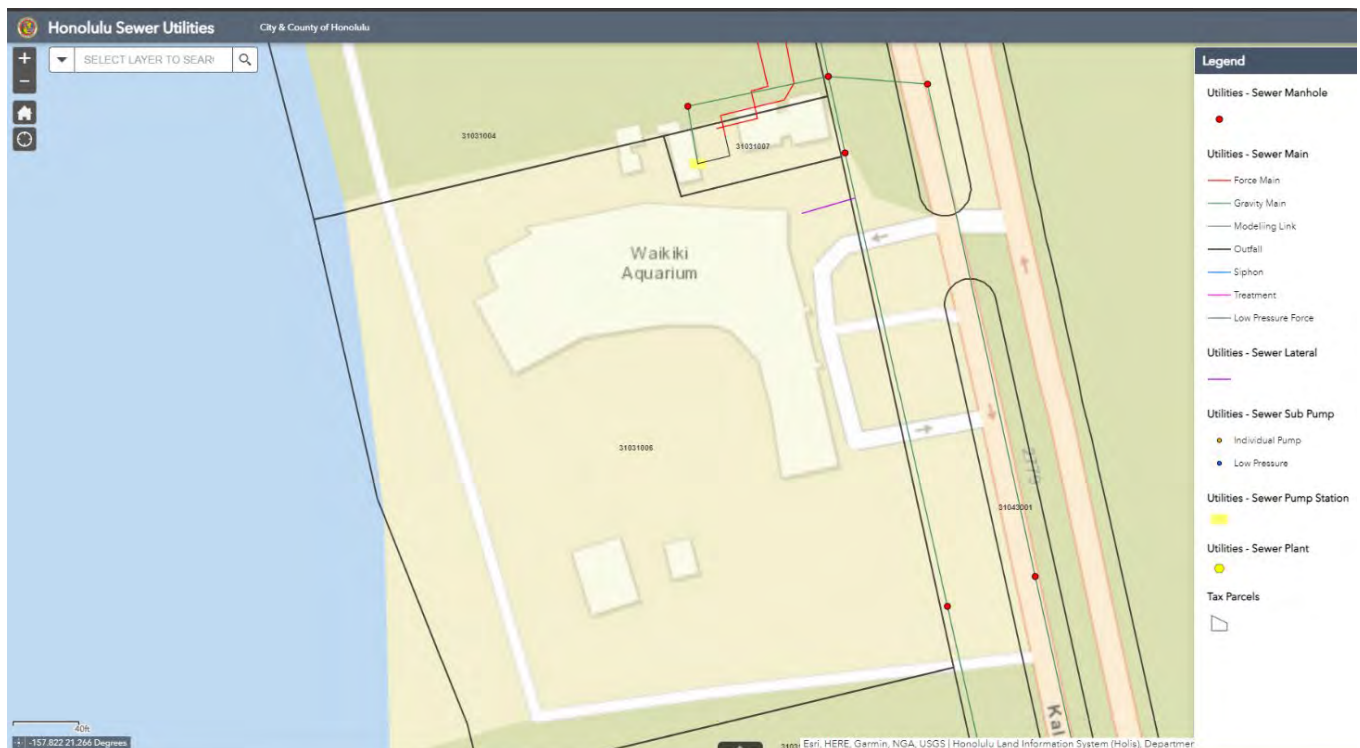 Honolulu Sewer Utilities
City & County of Honolulu
+
−
SELECT LAYER TO SEAR
31031004
31031007
Waikiki
Aquarium
31031006
31043001
2779
Kal
40ft
-157.822 21.266 Degrees
Esri, HERE, Garmin, NGA, USGS | Honolulu Land Information System (Holis), Departmer
Legend
Utilities - Sewer Manhole
Utilities - Sewer Main
Force Main
Gravity Main
Modeliing Link
Outfall
Siphon
Treatment
Low Pressure Force
Utilities - Sewer Lateral
Utilities - Sewer Sub Pump
Individual Pump
Low Pressure
Utilities - Sewer Pump Station
Utilities - Sewer Plant
Tax Parcels